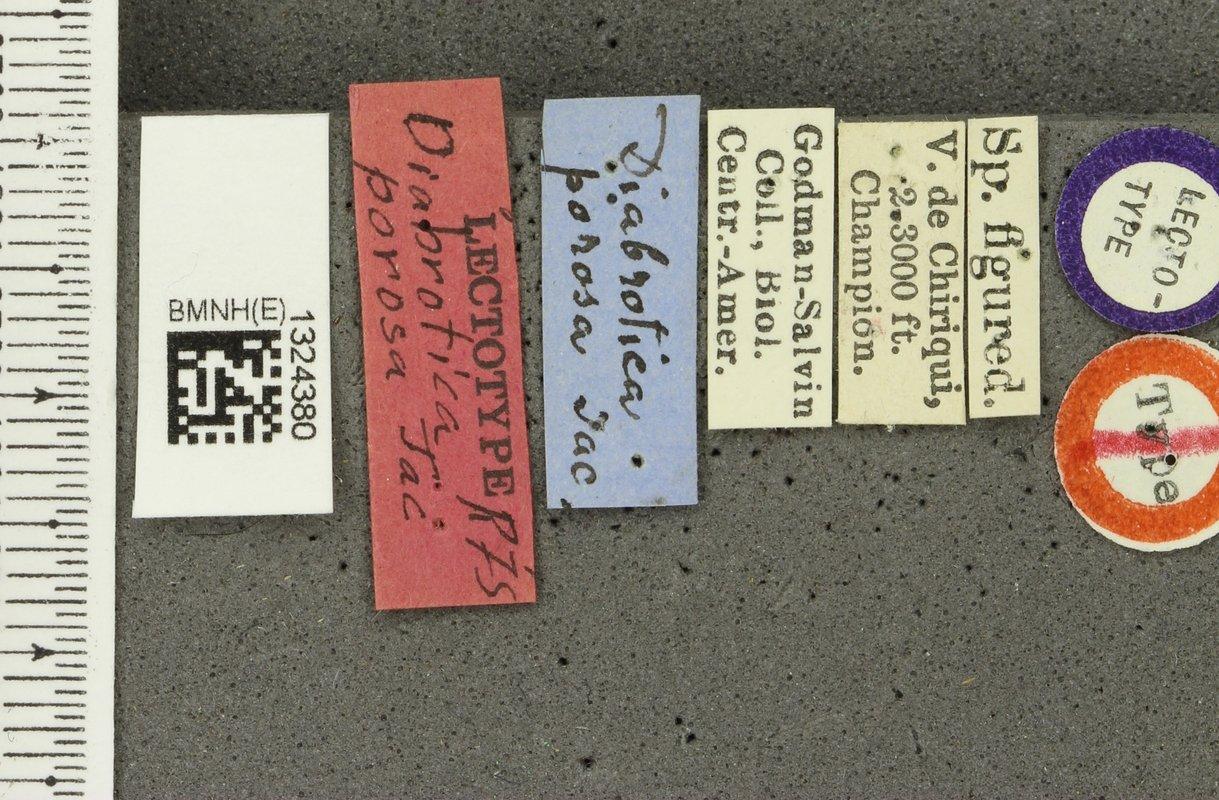 BMNH(E)
1324380
LECTOTYPE
Diabrotica
porosa Jac
Diabrotica
porosa Jac
Godman-Salvin
Coll., Biol.
Centr.-Amer.
V. de Chiriqui,
2-3000 ft.
Champion.
Sp. figured.
LECTO-
TYPE
Type